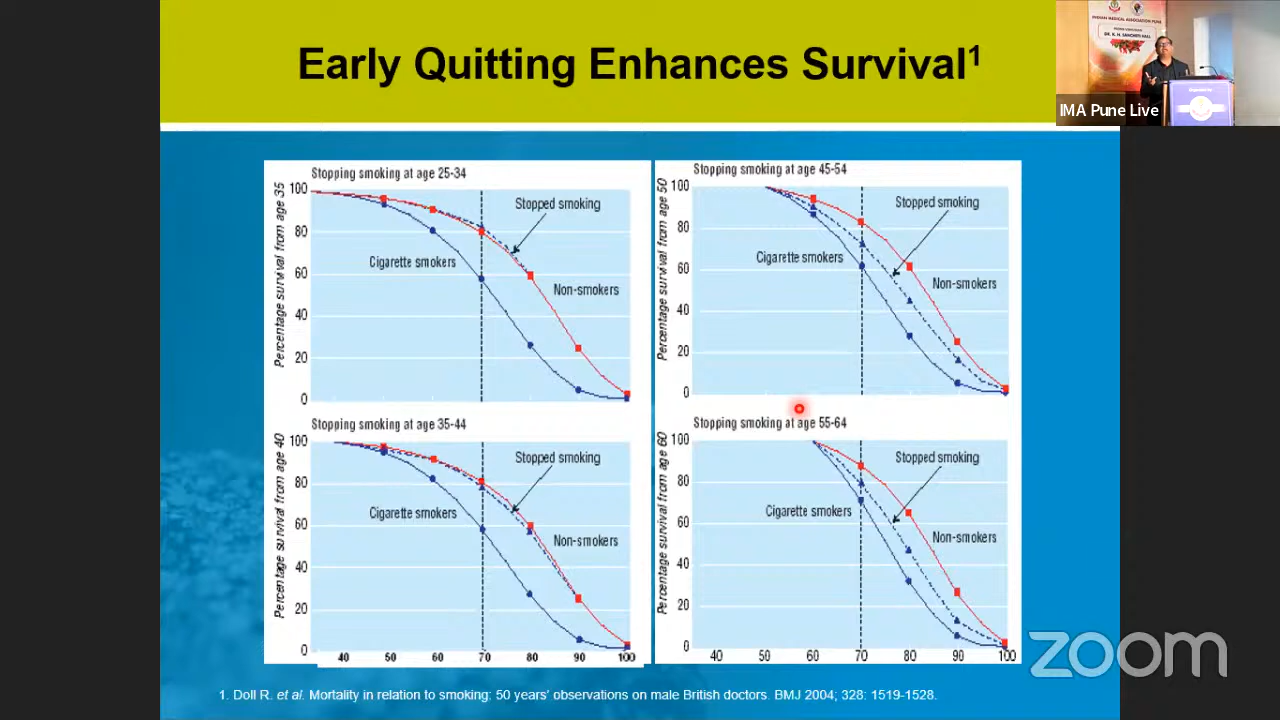 Early Quitting Enhances Survival1
INDIAN MEDICAL ASSOCIATION PUNE
DR. K. H. SANCHETI HALL
IMA Pune Live
Stopping smoking at age 25-34
Percentage survival from age 35
100
80
60
40
20
0
Stopped smoking
Cigarette smokers
Non-smokers
Stopping smoking at age 45-54
Percentage survival from age 50
100
80
60
40
20
0
Stopped smoking
Cigarette smokers
Non-smokers
Stopping smoking at age 35-44
Percentage survival from age 40
100
80
60
40
20
0
Stopped smoking
Cigarette smokers
Non-smokers
40 50 60 70 80 90 100
Stopping smoking at age 55-64
Percentage survival from age 60
100
80
60
40
20
0
Stopped smoking
Cigarette smokers
Non-smokers
40 50 60 70 80 90 100
zoom
1. Doll R. et al. Mortality in relation to smoking: 50 years' observations on male British doctors. BMJ 2004; 328: 1519-1528.